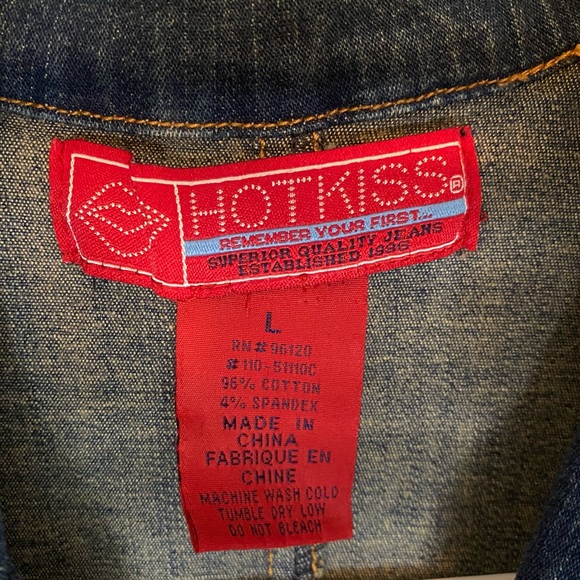 HOTKISS®
REMEMBER YOUR FIRST...
SUPERIOR QUALITY JEANS
ESTABLISHED 1996
L
RN# 96120
#110-51110C
96% COTTON
4% SPANDEX
MADE IN
CHINA
FABRIQUE EN
CHINE
MACHINE WASH COLD
TUMBLE DRY LOW
DO NOT BLEACH